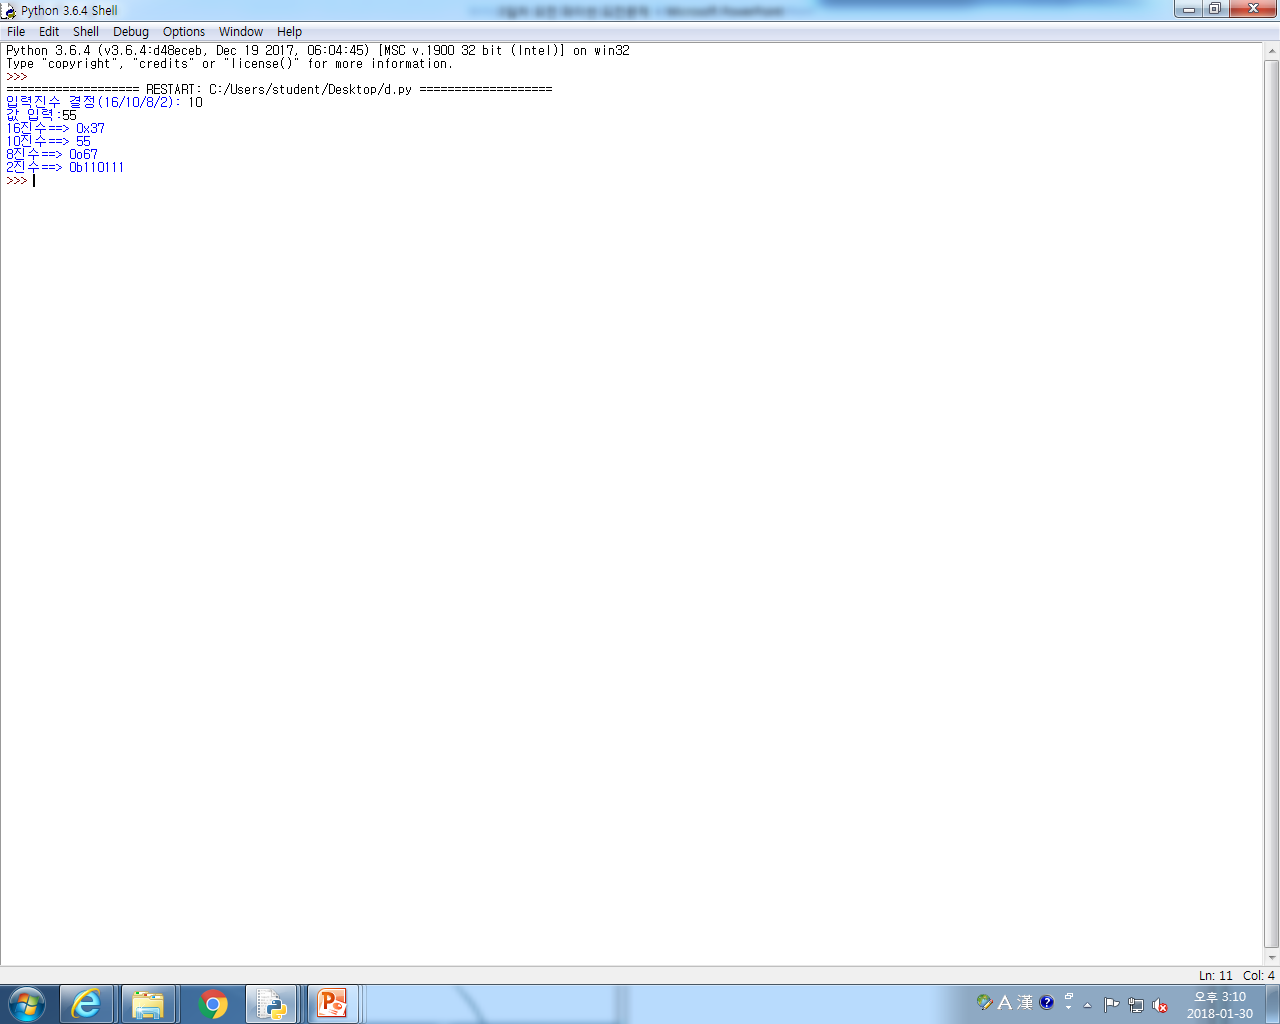 Python 3.6.4 Shell
File Edit Shell Debug Options Window Help
Python 3.6.4 (v3.6.4:d48eceb, Dec 19 2017, 06:04:45) [MSC v.1900 32 bit (Intel)] on win32
Type "copyright", "credits" or "license()" for more information.
>>>
=================== RESTART: C:/Users/student/Desktop/d.py ===================
입력진수 결정(16/10/8/2): 10
값 입력:55
16진수==> 0x37
10진수==> 55
8진수==> 0o67
2진수==> 0b110111
>>>
Ln: 11 Col: 4
A 漢
오후 3:10
2018-01-30